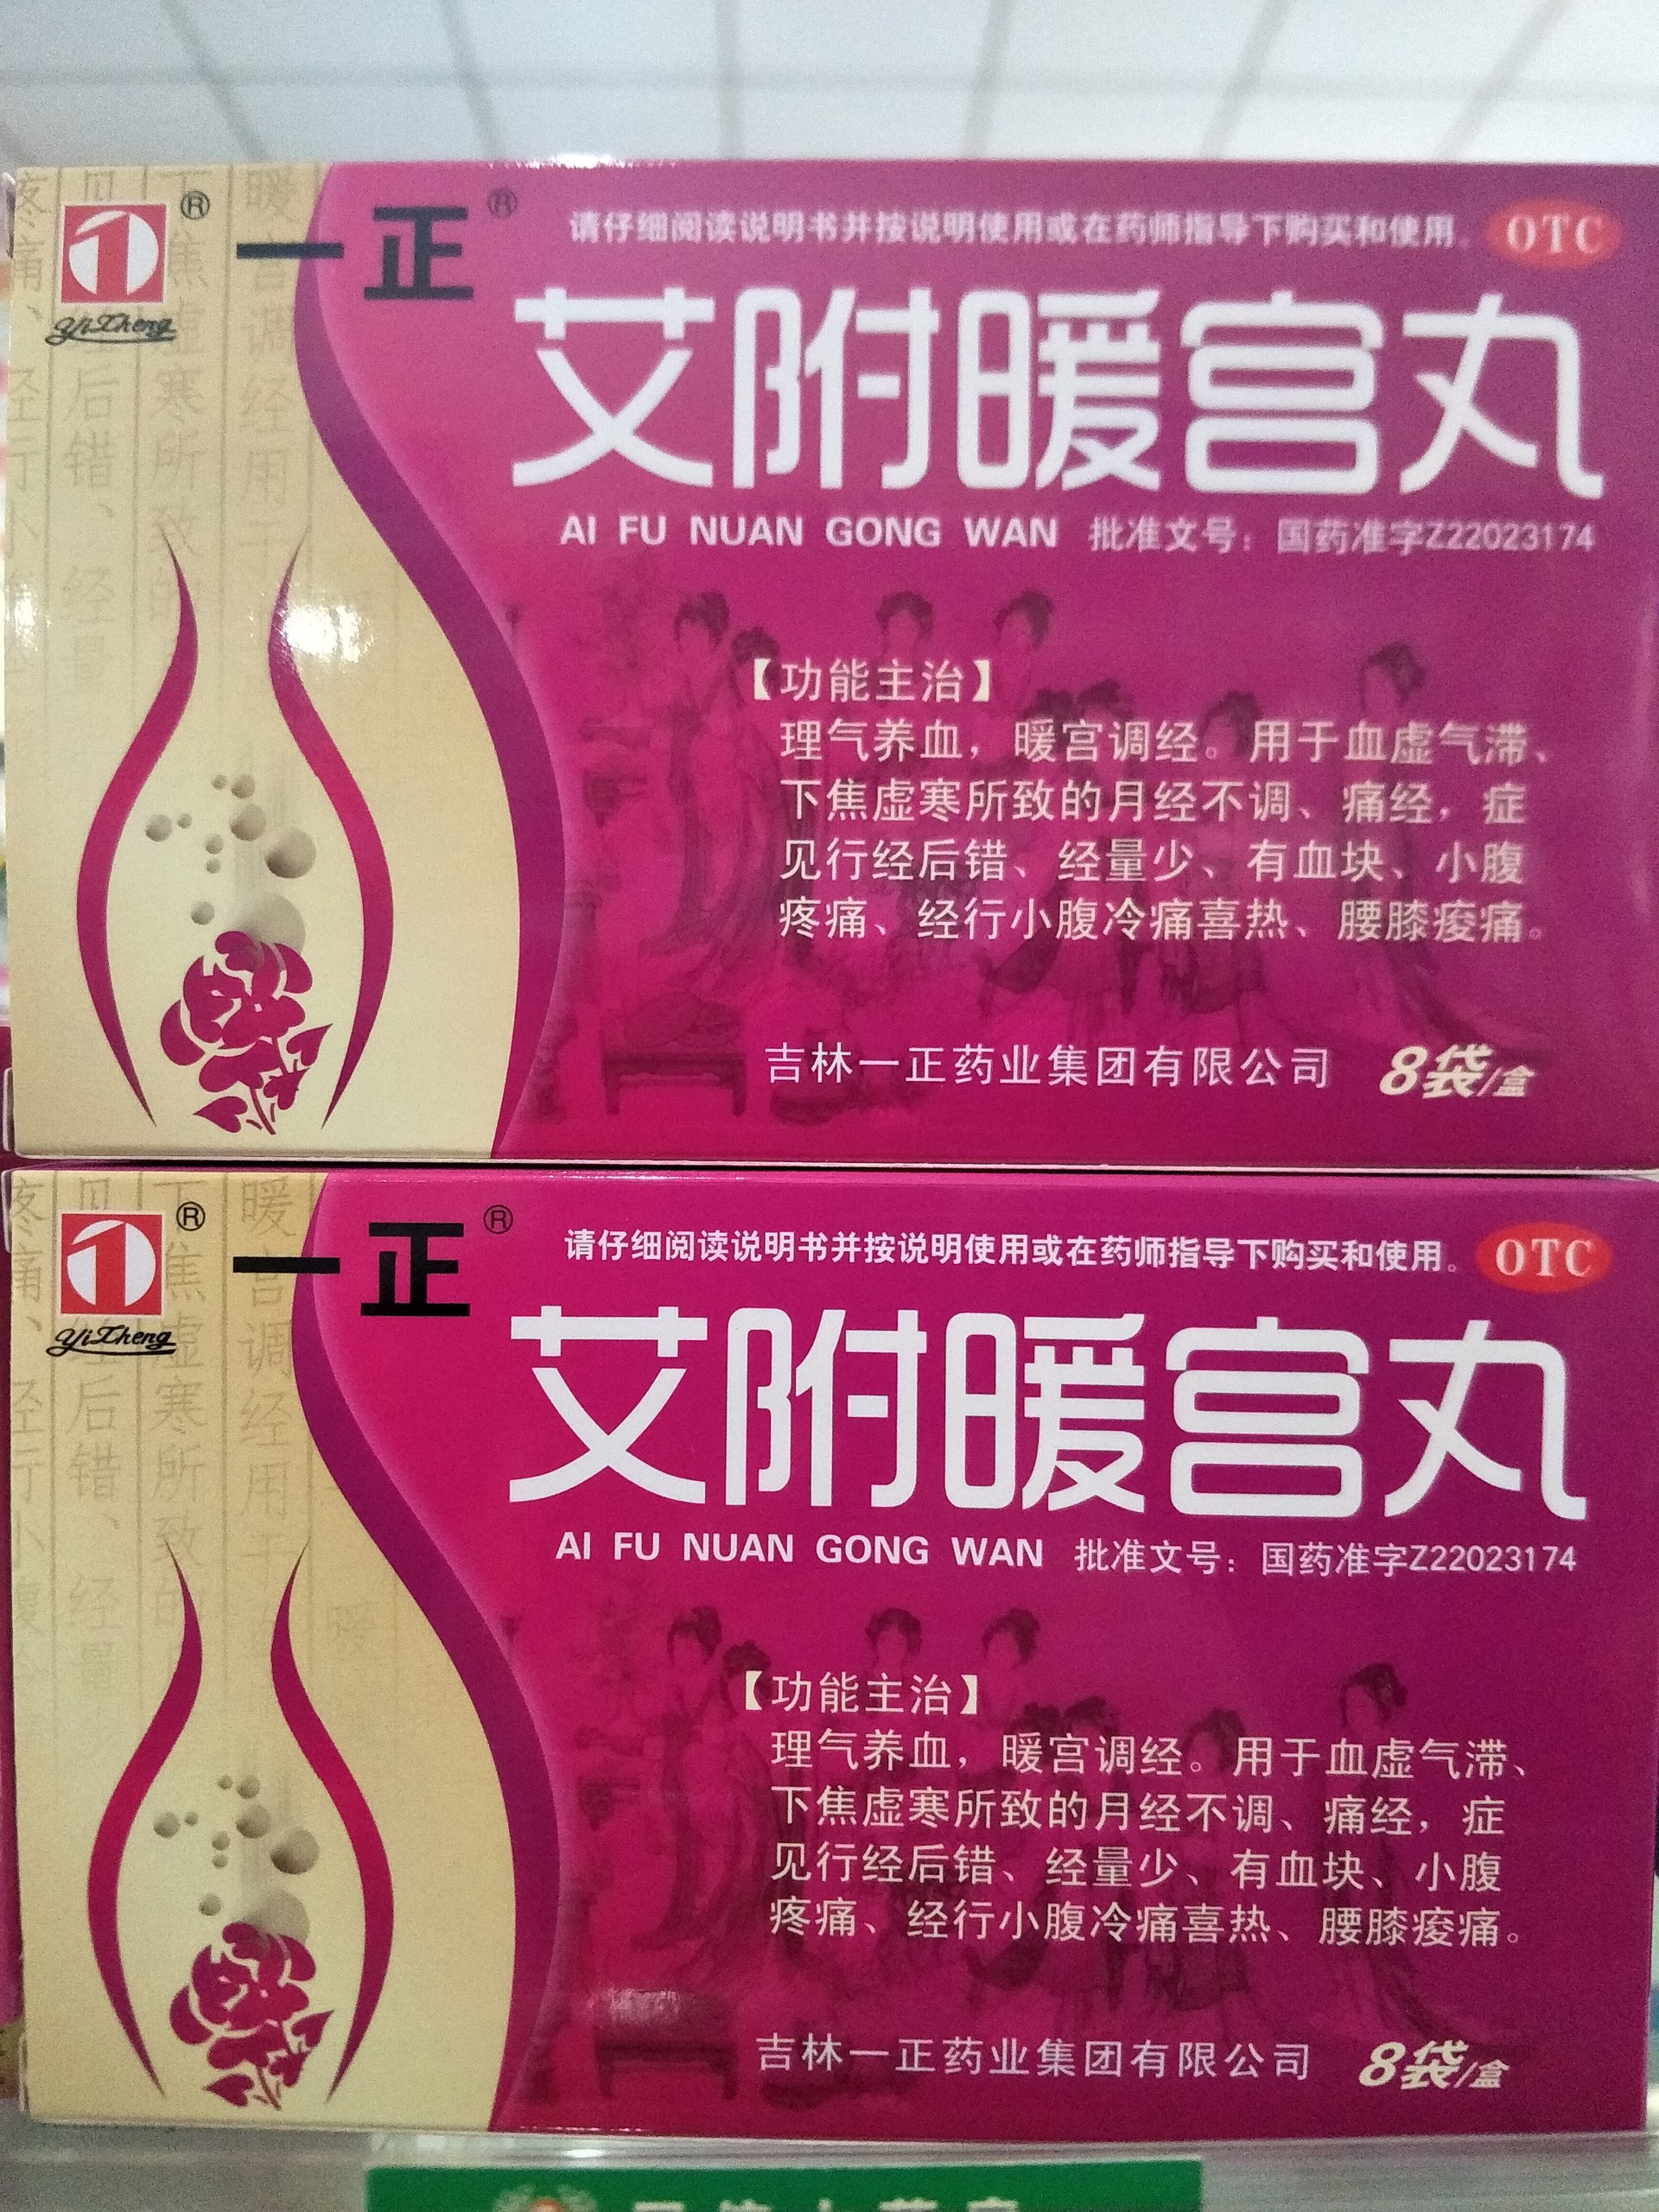 一正®
YiZheng
请仔细阅读说明书并按说明使用或在药师指导下购买和使用。
OTC
艾附暖宫丸
AI FU NUAN GONG WAN 批准文号：国药准字Z22023174
【功能主治】
理气养血，暖宫调经。用于血虚气滞、
下焦虚寒所致的月经不调、痛经，症
见行经后错、经量少、有血块、小腹
疼痛、经行小腹冷痛喜热、腰膝痠痛。
吉林一正药业集团有限公司 8袋/盒
一正®
YiZheng
请仔细阅读说明书并按说明使用或在药师指导下购买和使用。
OTC
艾附暖宫丸
AI FU NUAN GONG WAN 批准文号：国药准字Z22023174
【功能主治】
理气养血，暖宫调经。用于血虚气滞、
下焦虚寒所致的月经不调、痛经，症
见行经后错、经量少、有血块、小腹
疼痛、经行小腹冷痛喜热、腰膝痠痛。
吉林一正药业集团有限公司 8袋/盒